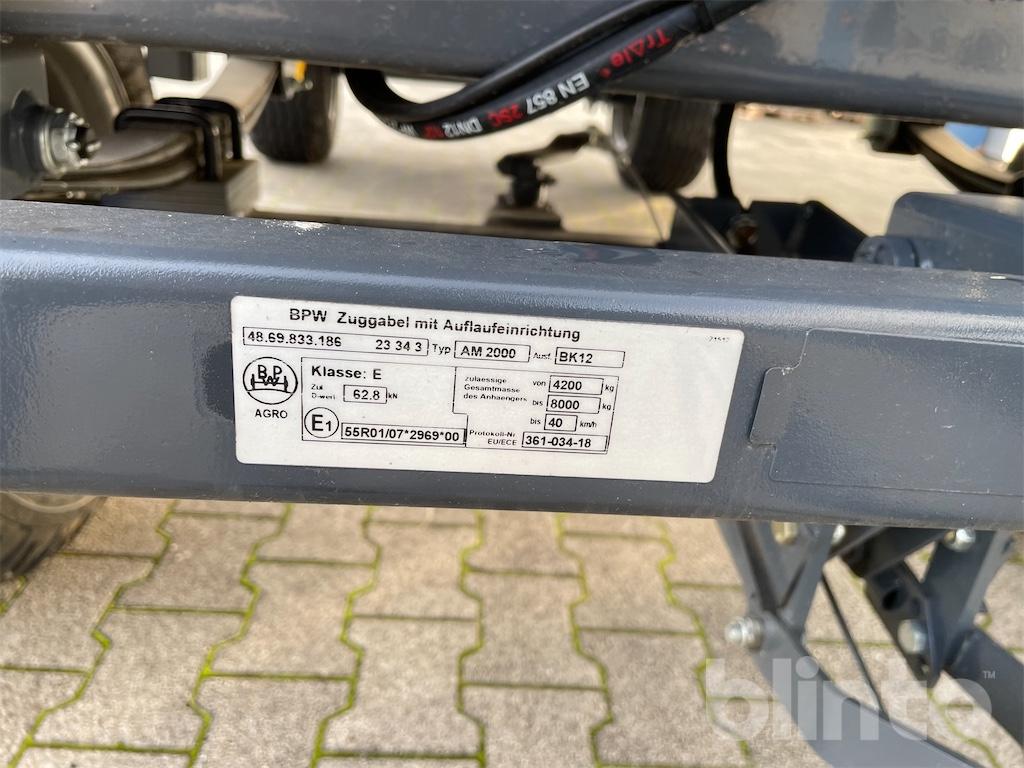 TrAle
EN 857 2SC DN12
BPW Zuggabel mit Auflaufeinrichtung
48.69.833.186 23 34 3 Typ AM 2000 Ausf. BK12
BPW
AGRO
Klasse: E
Zul.
D-wert 62.8 kN
E1 55R01/07*2969*00
zulaessige
Gesamtmasse
des Anhaengers
von 4200 kg
bis 8000 kg
bis 40 km/h
Protokoll-Nr.
EU/ECE 361-034-18
blinto™